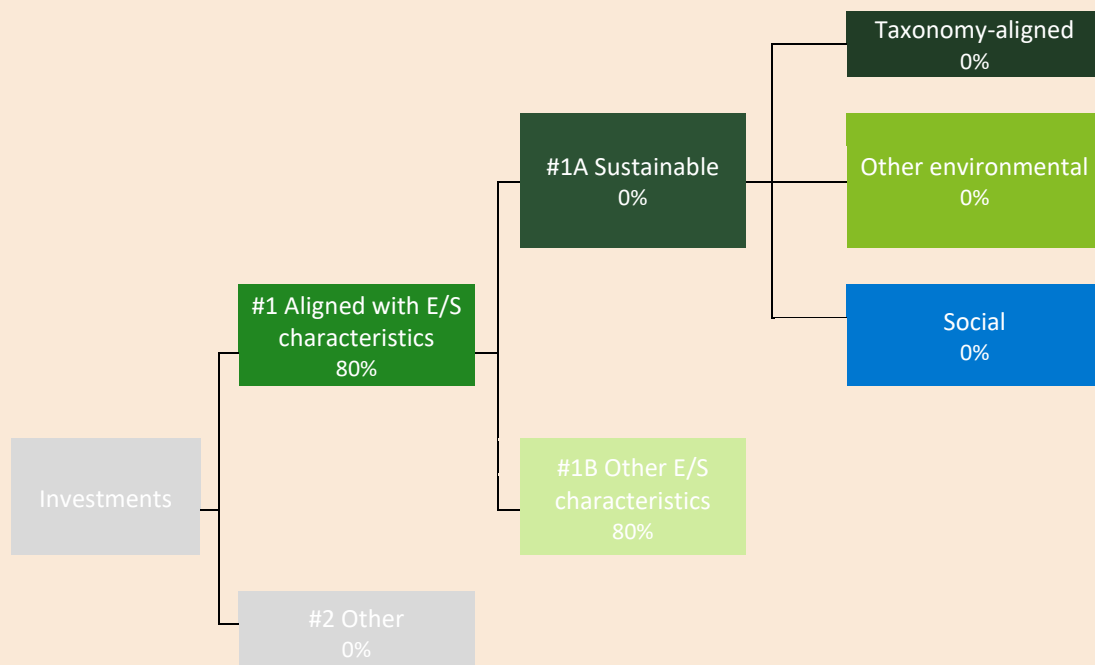 Taxonomy-aligned
0%
#1A Sustainable
0%
Other environmental
0%
#1 Aligned with E/S
characteristics
80%
Social
0%
Investments
#1B Other E/S
characteristics
80%
#2 Other
0%